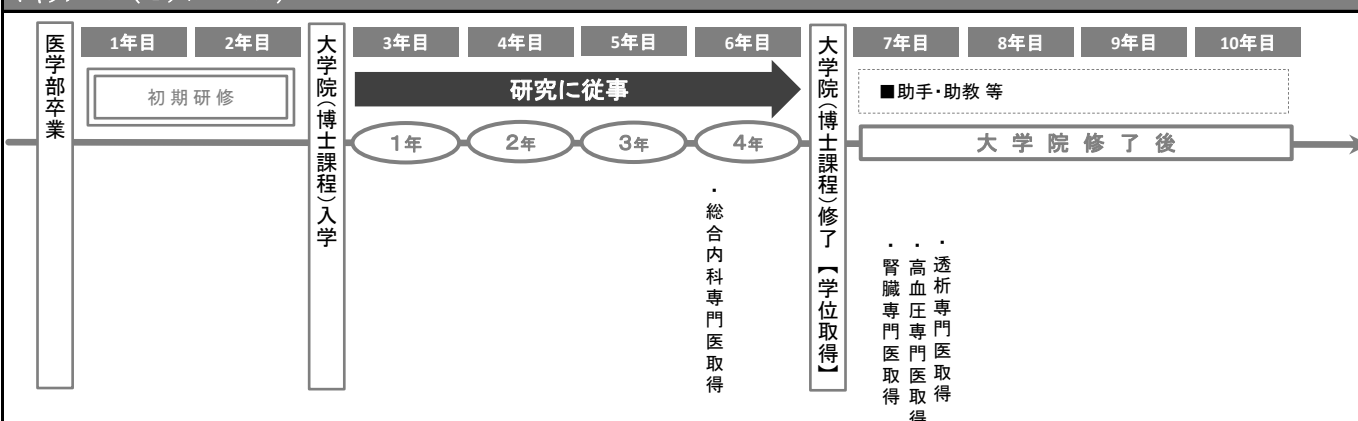 医学部卒業
1年目
2年目
初期研修
大学院(博士課程)入学
3年目
4年目
5年目
6年目
研究に従事
1年
2年
3年
4年
・総合内科専門医取得
大学院(博士課程)修了【学位取得】
7年目
8年目
9年目
10年目
■助手・助教 等
大学院修了後
・透析専門医取得
・高血圧専門医取得
・腎臓専門医取得